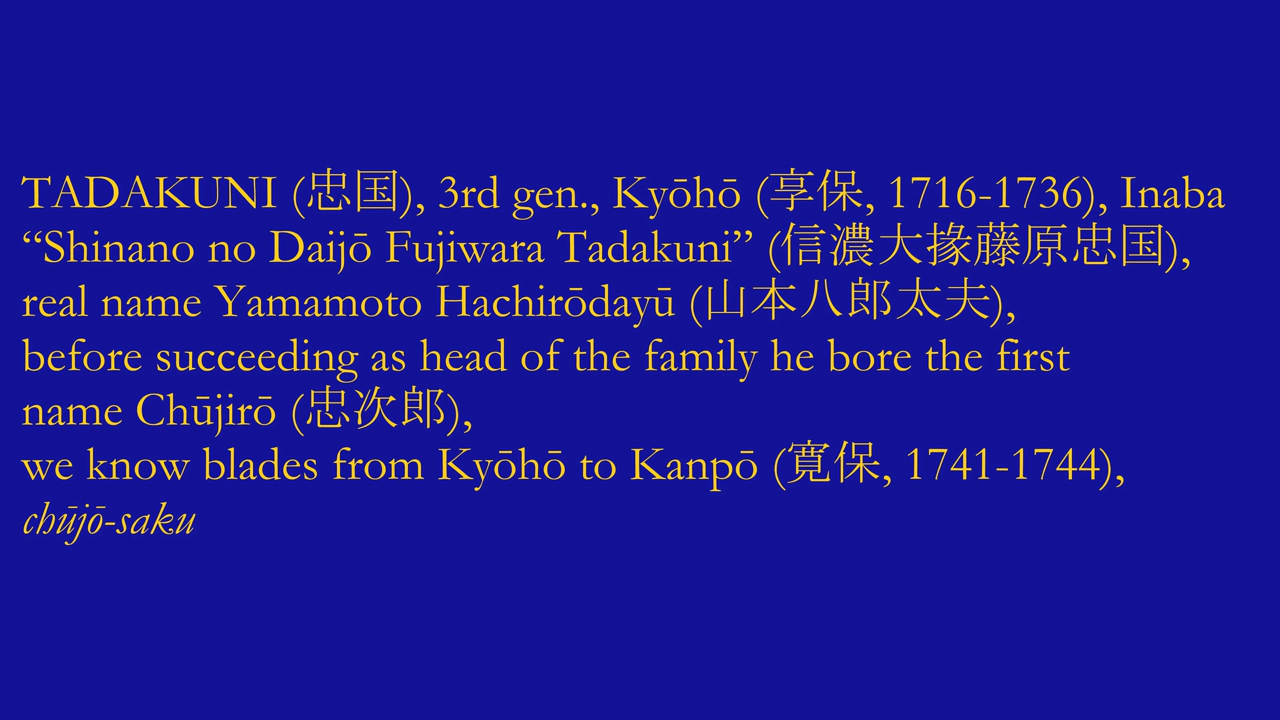 TADAKUNI (忠国), 3rd gen., Kyōhō (享保, 1716-1736), Inaba
“Shinano no Daijō Fujiwara Tadakuni” (信濃大掾藤原忠国),
real name Yamamoto Hachirōdayū (山本八郎太夫),
before succeeding as head of the family he bore the first
name Chūjirō (忠次郎),
we know blades from Kyōhō to Kanpō (寛保, 1741-1744),
chūjō-saku